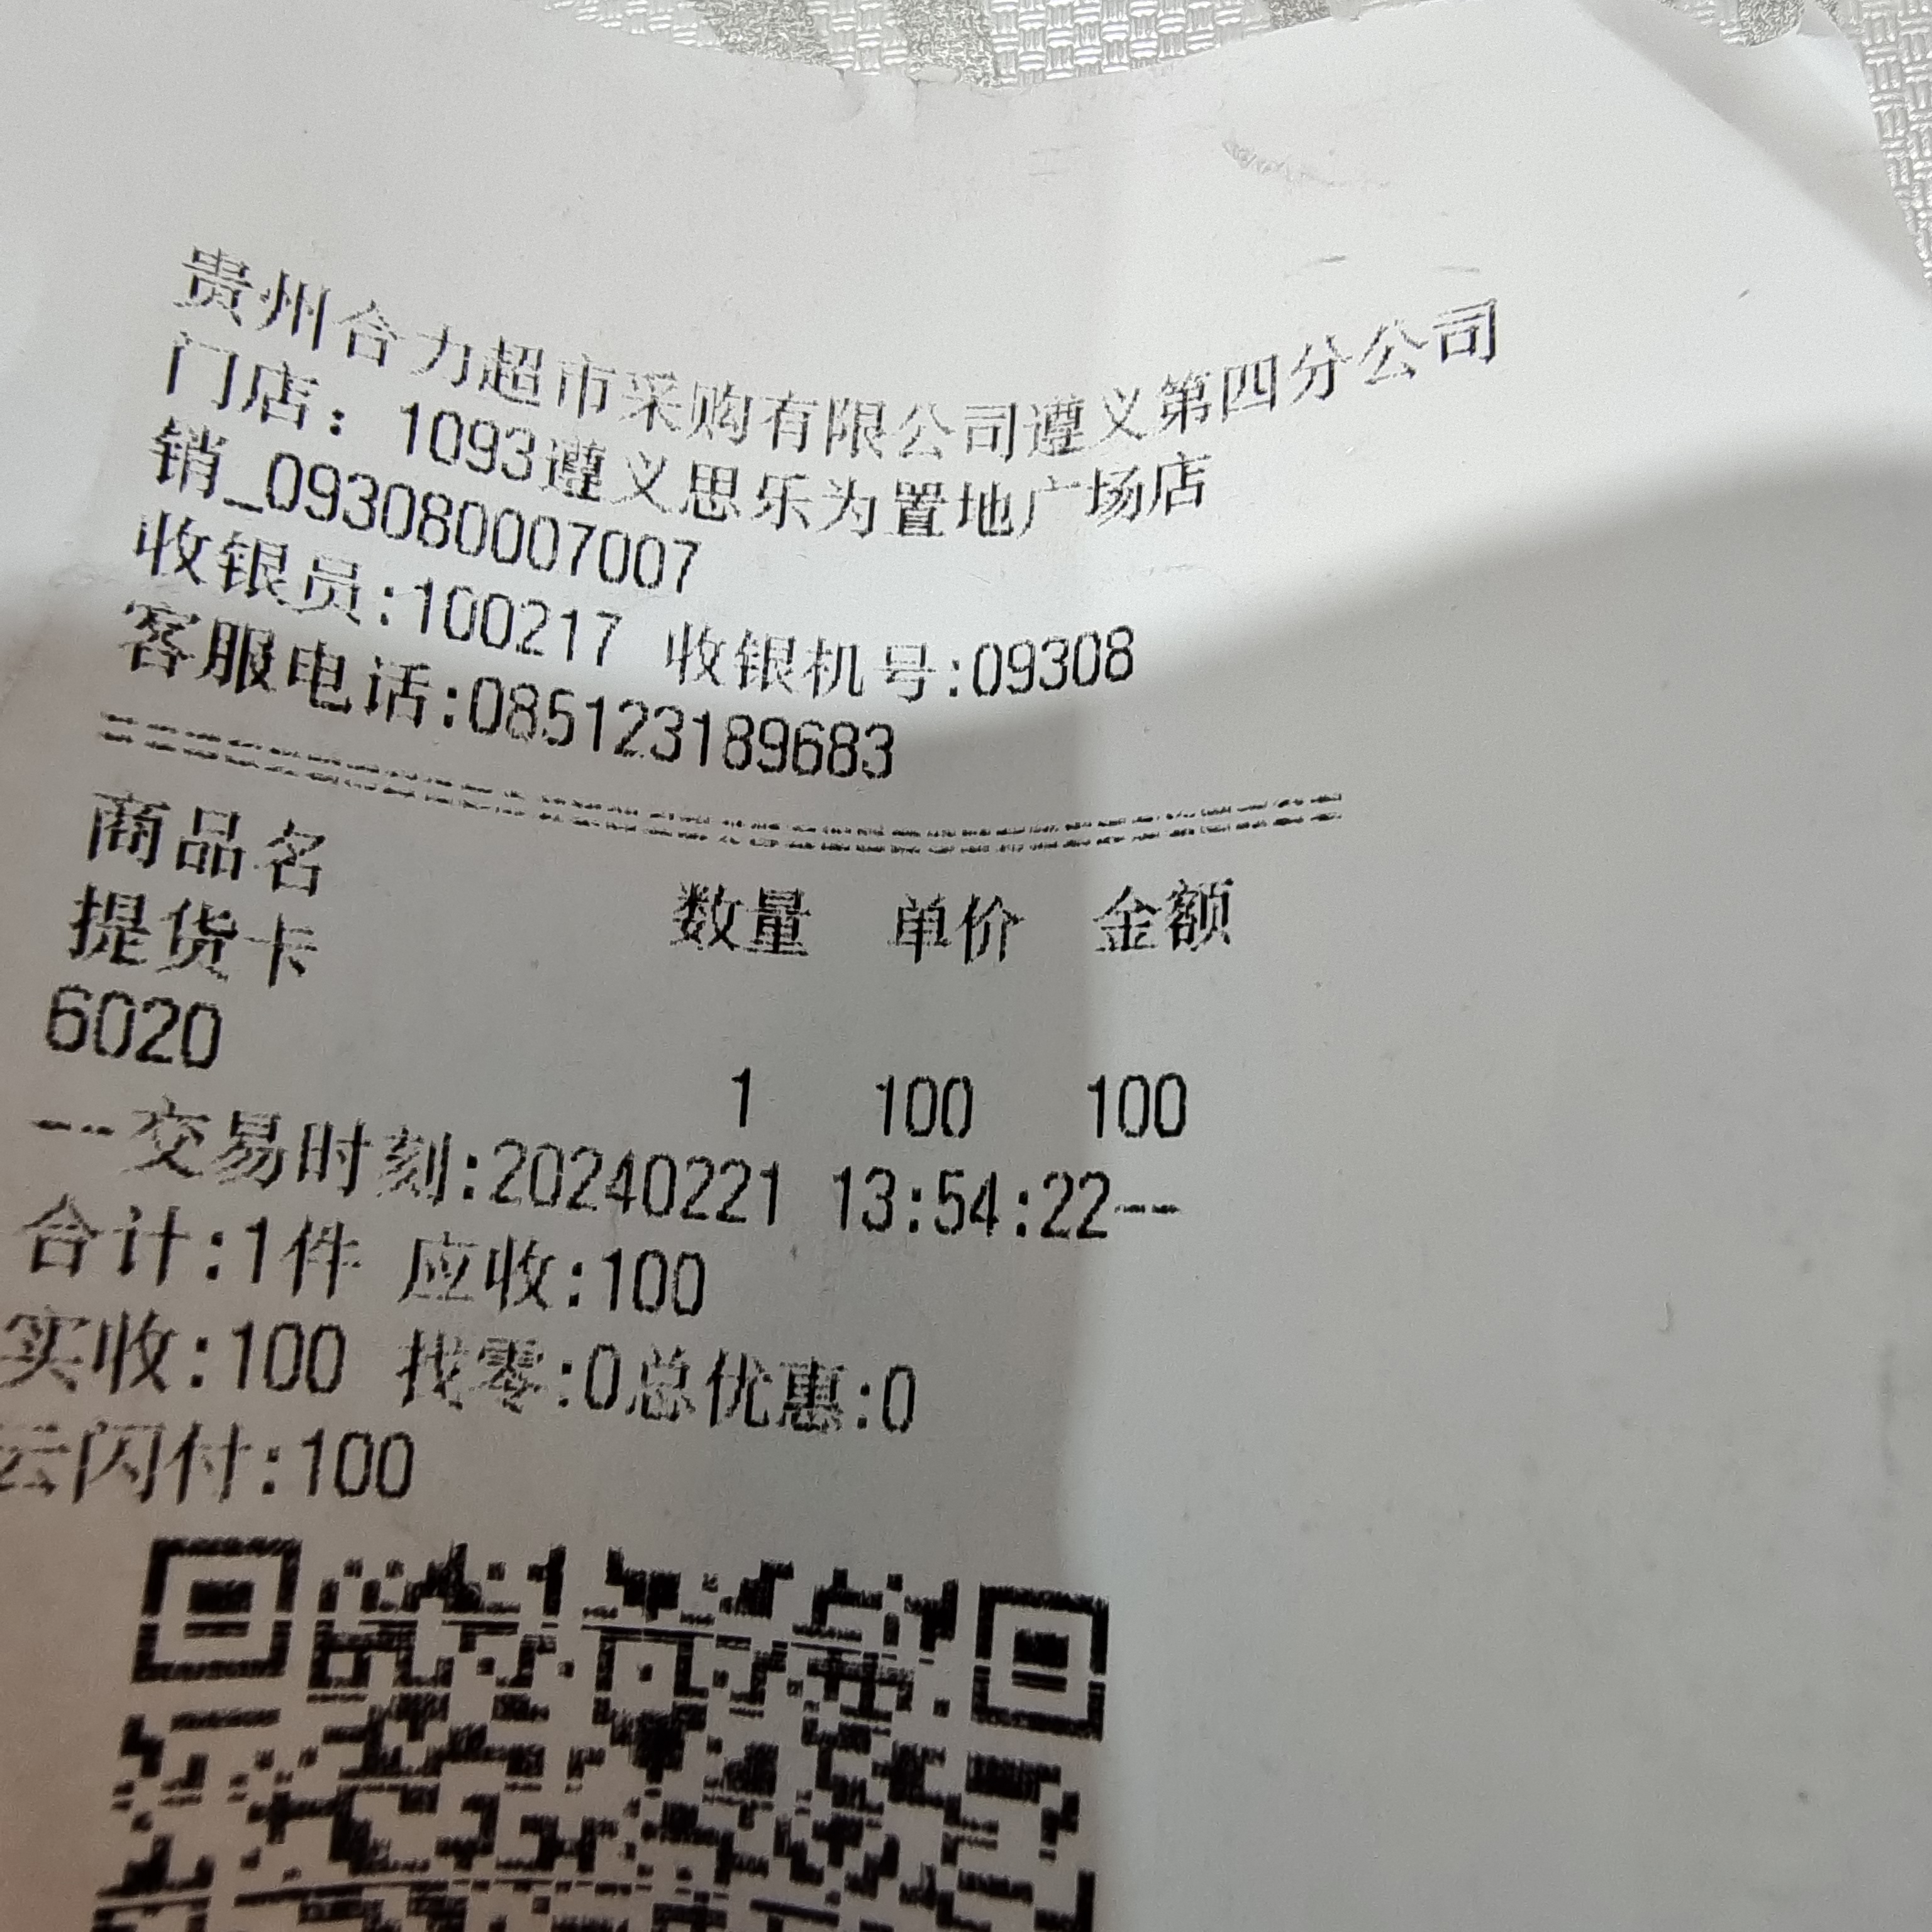 贵州合力超市采购有限公司遵义第四分公司
门店：1093遵义思乐为置地广场店
销_093080007007
收银员:100217 收银机号:09308
客服电话:085123189683
商品名 数量 单价 金额
提货卡
6020 1 100 100
--交易时刻:20240221 13:54:22--
合计:1件 应收:100
实收:100 找零:0总优惠:0
云闪付:100